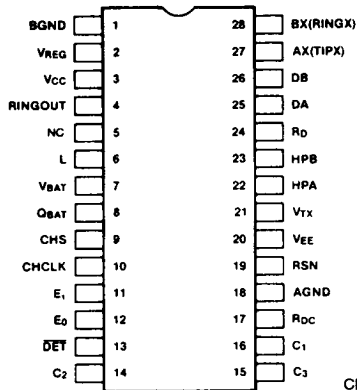 BGND 1 28 BX(RINGX)
VREG 2 27 AX(TIPX)
VCC 3 26 DB
RINGOUT 4 25 DA
NC 5 24 RD
L 6 23 HPB
VBAT 7 22 HPA
QBAT 8 21 VTX
CHS 9 20 VEE
CHCLK 10 19 RSN
E1 11 18 AGND
E0 12 17 RDC
DET 13 16 C1
C2 14 15 C3